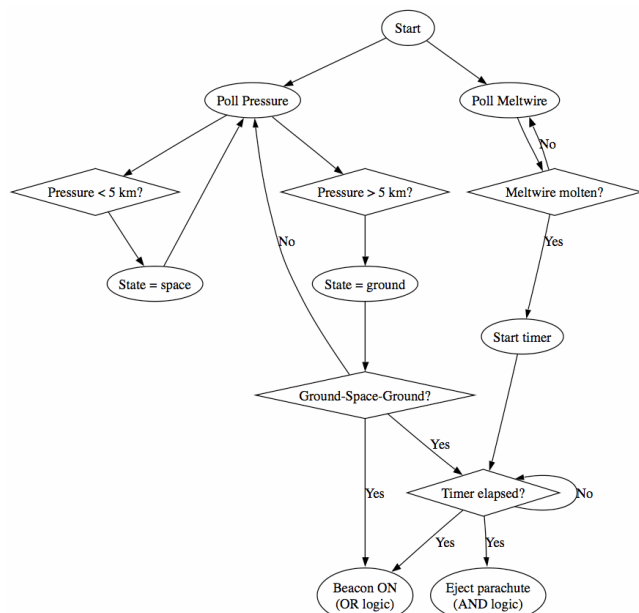 Start
Poll Pressure
Poll Meltwire
No
Pressure < 5 km?
Pressure > 5 km?
Meltwire molten?
No
Yes
State = space
State = ground
Start timer
Ground-Space-Ground?
Yes
Yes
Timer elapsed?
No
Yes
Yes
Beacon ON
(OR logic)
Eject parachute
(AND logic)